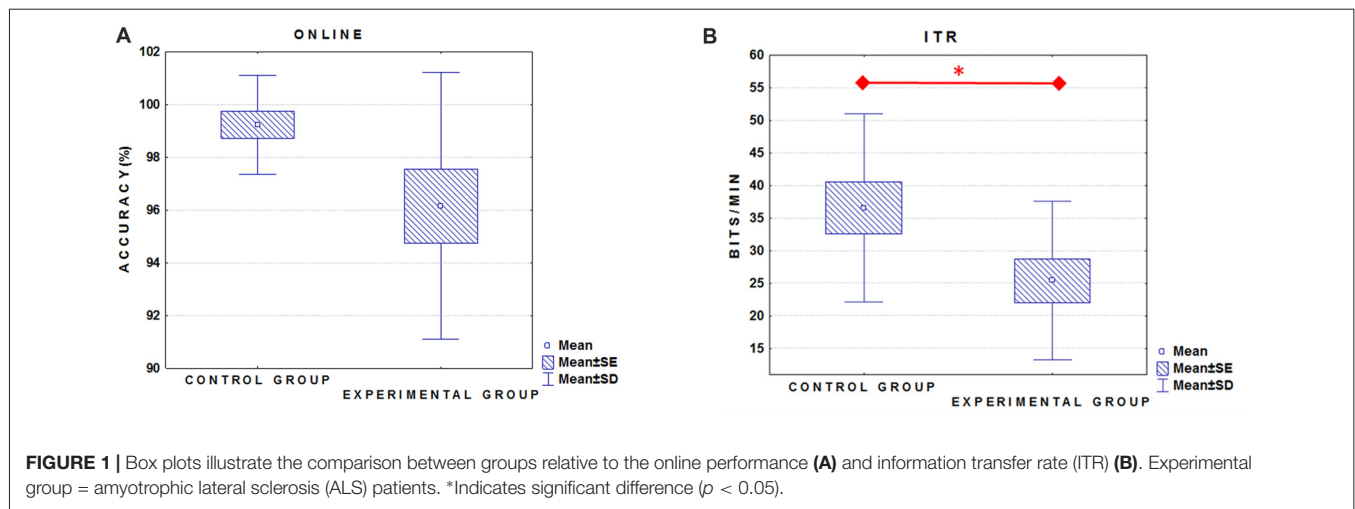 A
ONLINE
ACCURACY(%)
102
100
98
96
94
92
90
CONTROL GROUP
EXPERIMENTAL GROUP
Mean
Mean±SE
Mean±SD
B
ITR
BITS/MIN
60
55
50
45
40
35
30
25
20
15
*
CONTROL GROUP
EXPERIMENTAL GROUP
Mean
Mean±SE
Mean±SD
FIGURE 1 | Box plots illustrate the comparison between groups relative to the online performance (A) and information transfer rate (ITR) (B). Experimental
group = amyotrophic lateral sclerosis (ALS) patients. *Indicates significant difference (p < 0.05).